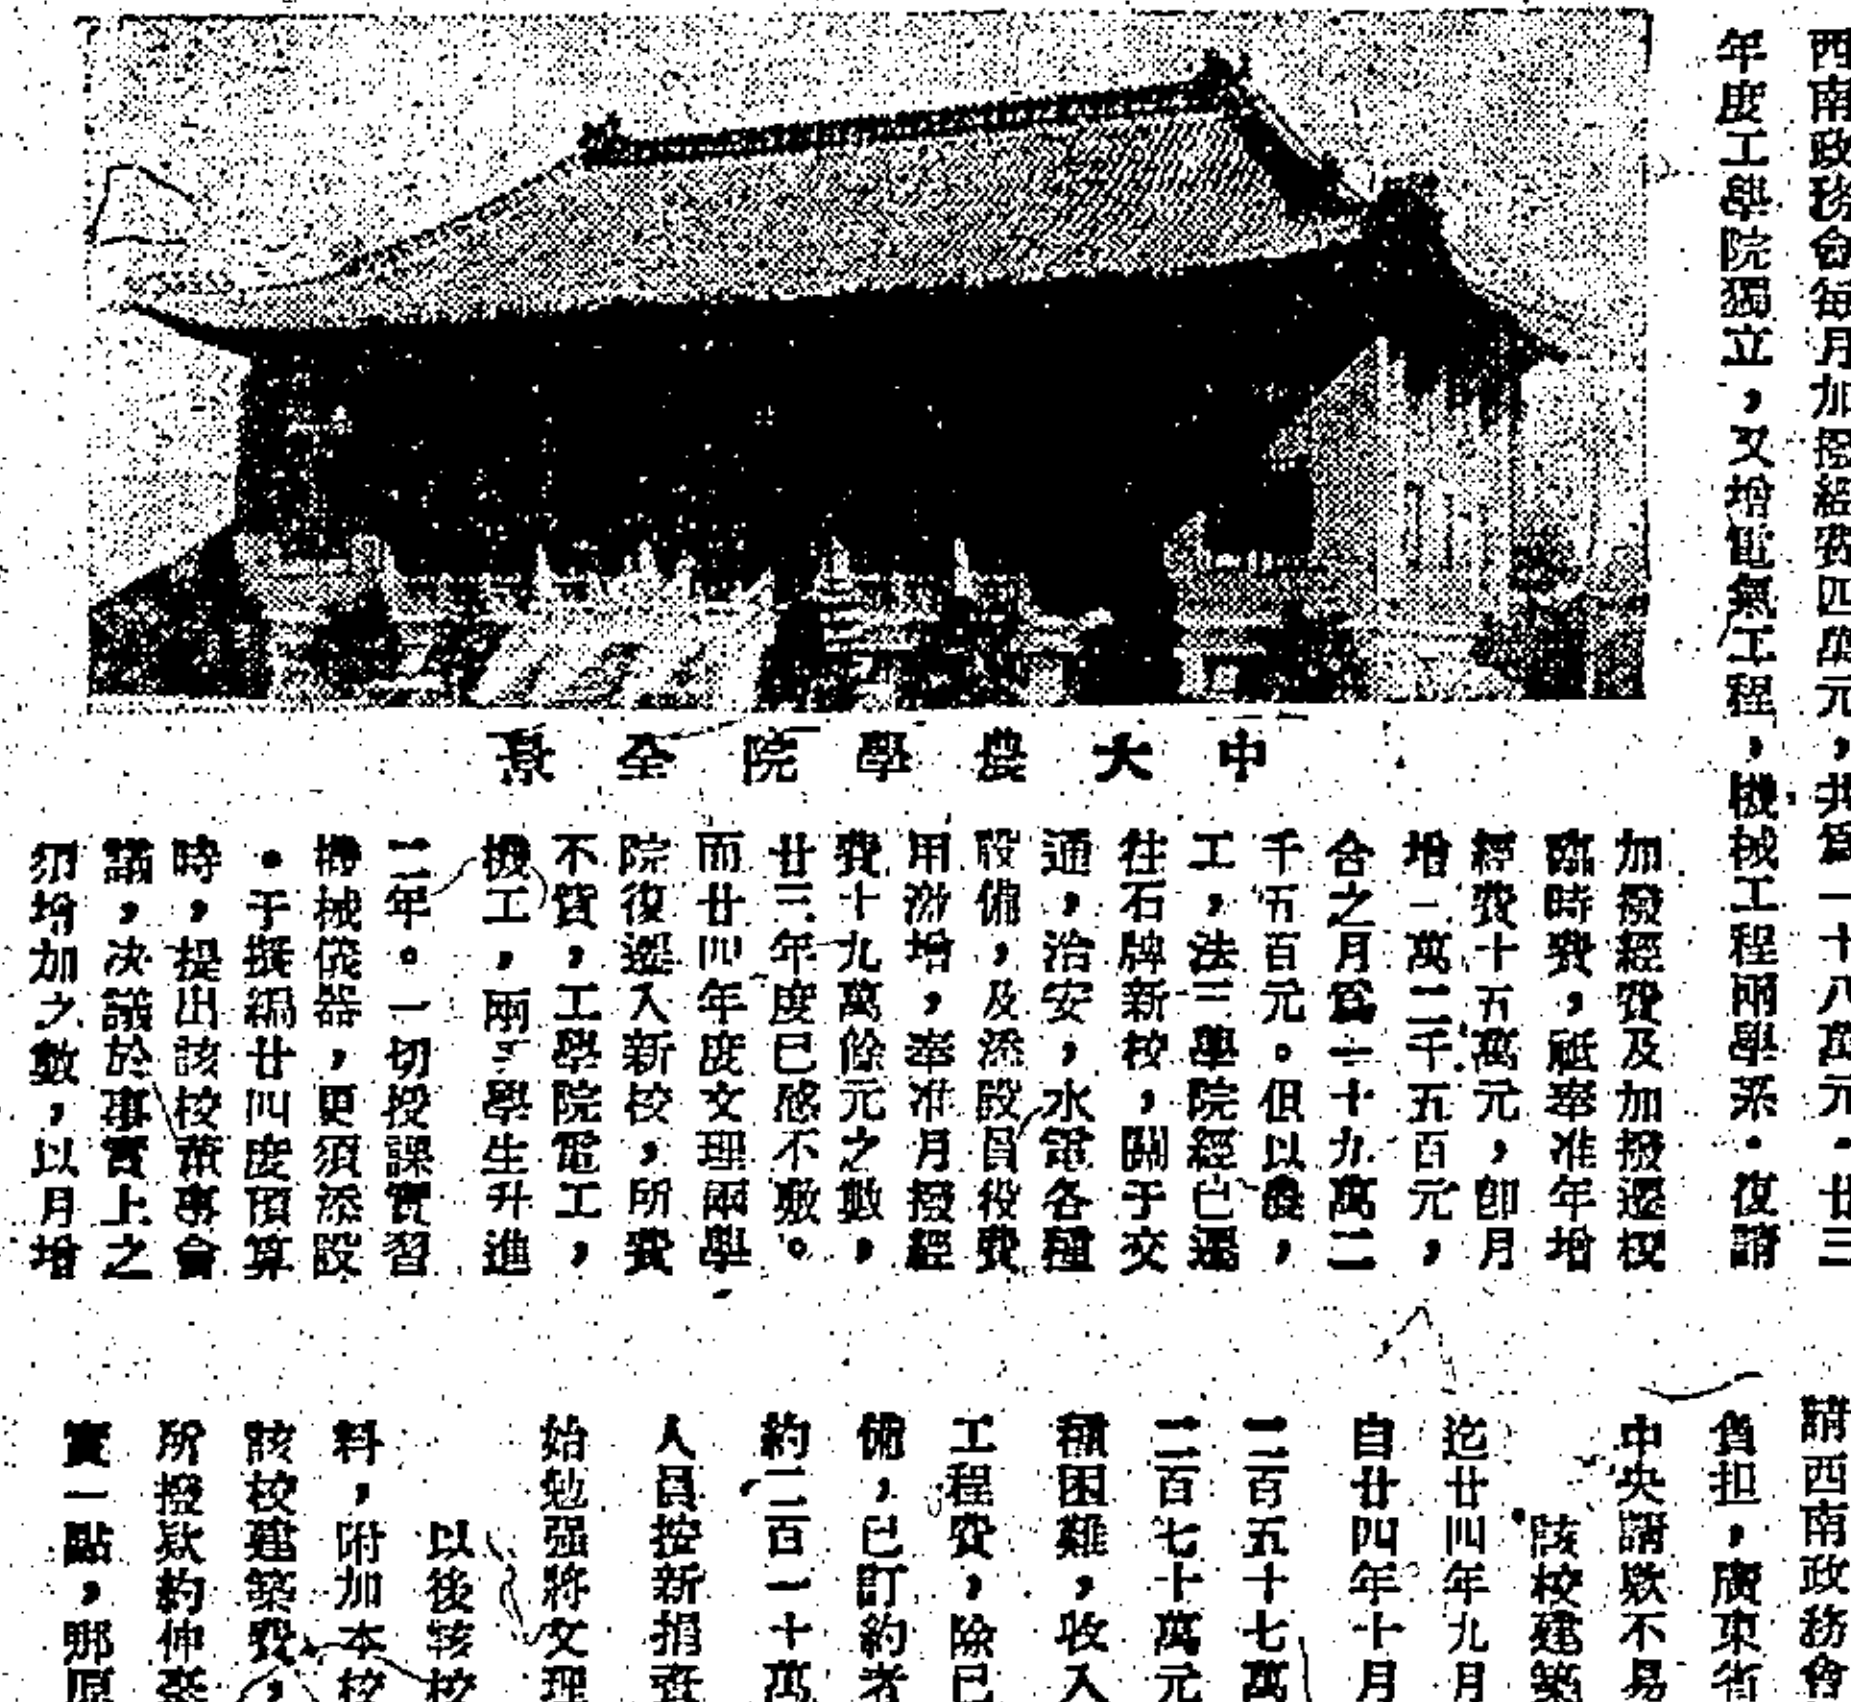 西南政務會每月加撥經費四萬元，共爲一十八萬元．廿三
年度工學院獨立，又增電氣工程，機械工程兩學系．復請
中大農學院全景
加撥經費及加撥遷校
臨時費，祗奉准年增
經費十五萬元，卽月
增一萬二千五百元，
合之月爲一十九萬二
千五百元。但以農，
工，法三學院經已遷
往石牌新校，關于交
通，治安，水電各種
設備，及添設員役費
用激增，奉准月撥經
費十九萬餘元之數，
廿三年度已感不敷。
而廿四年度文理兩學
院復遷入新校，所費
不貲，工學院電工，
機工，兩學生升進
二年。一切授課實習
機械儀器，更須添設
．于撰編廿四度預算
時，提出該校董事會
議，决議於事實上之
須增加之數，以月增
請西南政務會
負担，廣東省
中央請欵不易
該校建築
迄廿四年九月
自廿四年十月
二百五十七萬
二百七十萬元
種困難，收入
工程費，除已
備，已訂約者
約二百一十萬
人員按新捐
始勉强將文理
以後該校
料，附加本校
該校建築費，
所撥欵約
實一點，